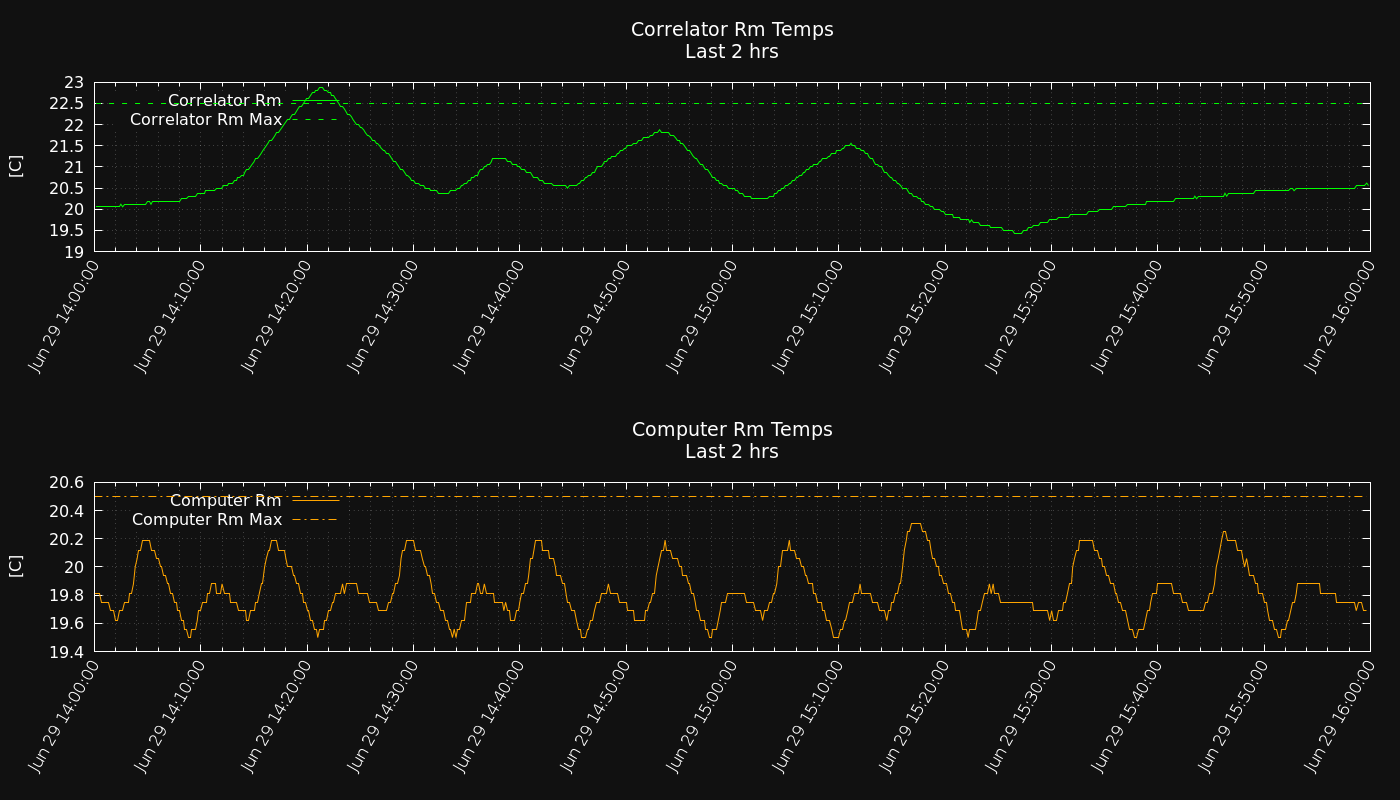 Correlator Rm Temps
Last 2 hrs
[C]
23
22.5
22
21.5
21
20.5
20
19.5
19
Correlator Rm
Correlator Rm Max
Jun 29 14:00:00
Jun 29 14:10:00
Jun 29 14:20:00
Jun 29 14:30:00
Jun 29 14:40:00
Jun 29 14:50:00
Jun 29 15:00:00
Jun 29 15:10:00
Jun 29 15:20:00
Jun 29 15:30:00
Jun 29 15:40:00
Jun 29 15:50:00
Jun 29 16:00:00
Computer Rm Temps
Last 2 hrs
[C]
20.6
20.4
20.2
20
19.8
19.6
19.4
Computer Rm
Computer Rm Max
Jun 29 14:00:00
Jun 29 14:10:00
Jun 29 14:20:00
Jun 29 14:30:00
Jun 29 14:40:00
Jun 29 14:50:00
Jun 29 15:00:00
Jun 29 15:10:00
Jun 29 15:20:00
Jun 29 15:30:00
Jun 29 15:40:00
Jun 29 15:50:00
Jun 29 16:00:00